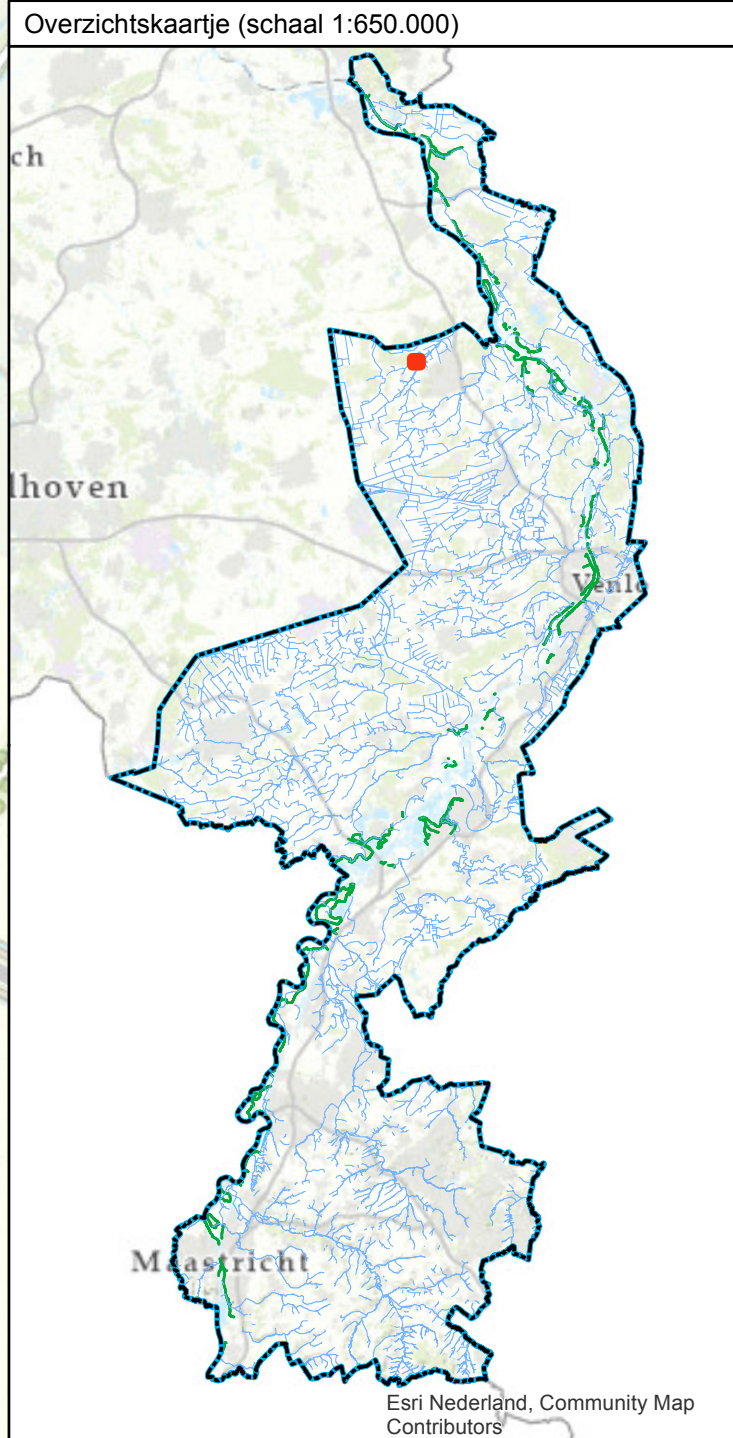 Overzichtskaartje (schaal 1:650.000)
ch
lhoven
Venlo
Maastricht
Esri Nederland, Community Map
Contributors